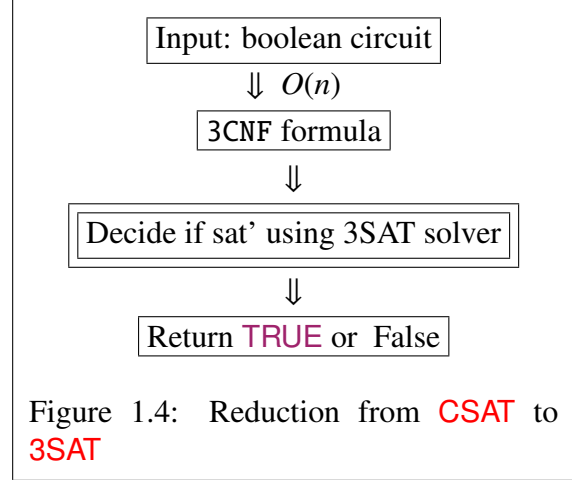 Input: boolean circuit
⇓ O(n)
3CNF formula
⇓
Decide if sat’ using 3SAT solver
⇓
Return TRUE or False
Figure 1.4: Reduction from CSAT to
3SAT